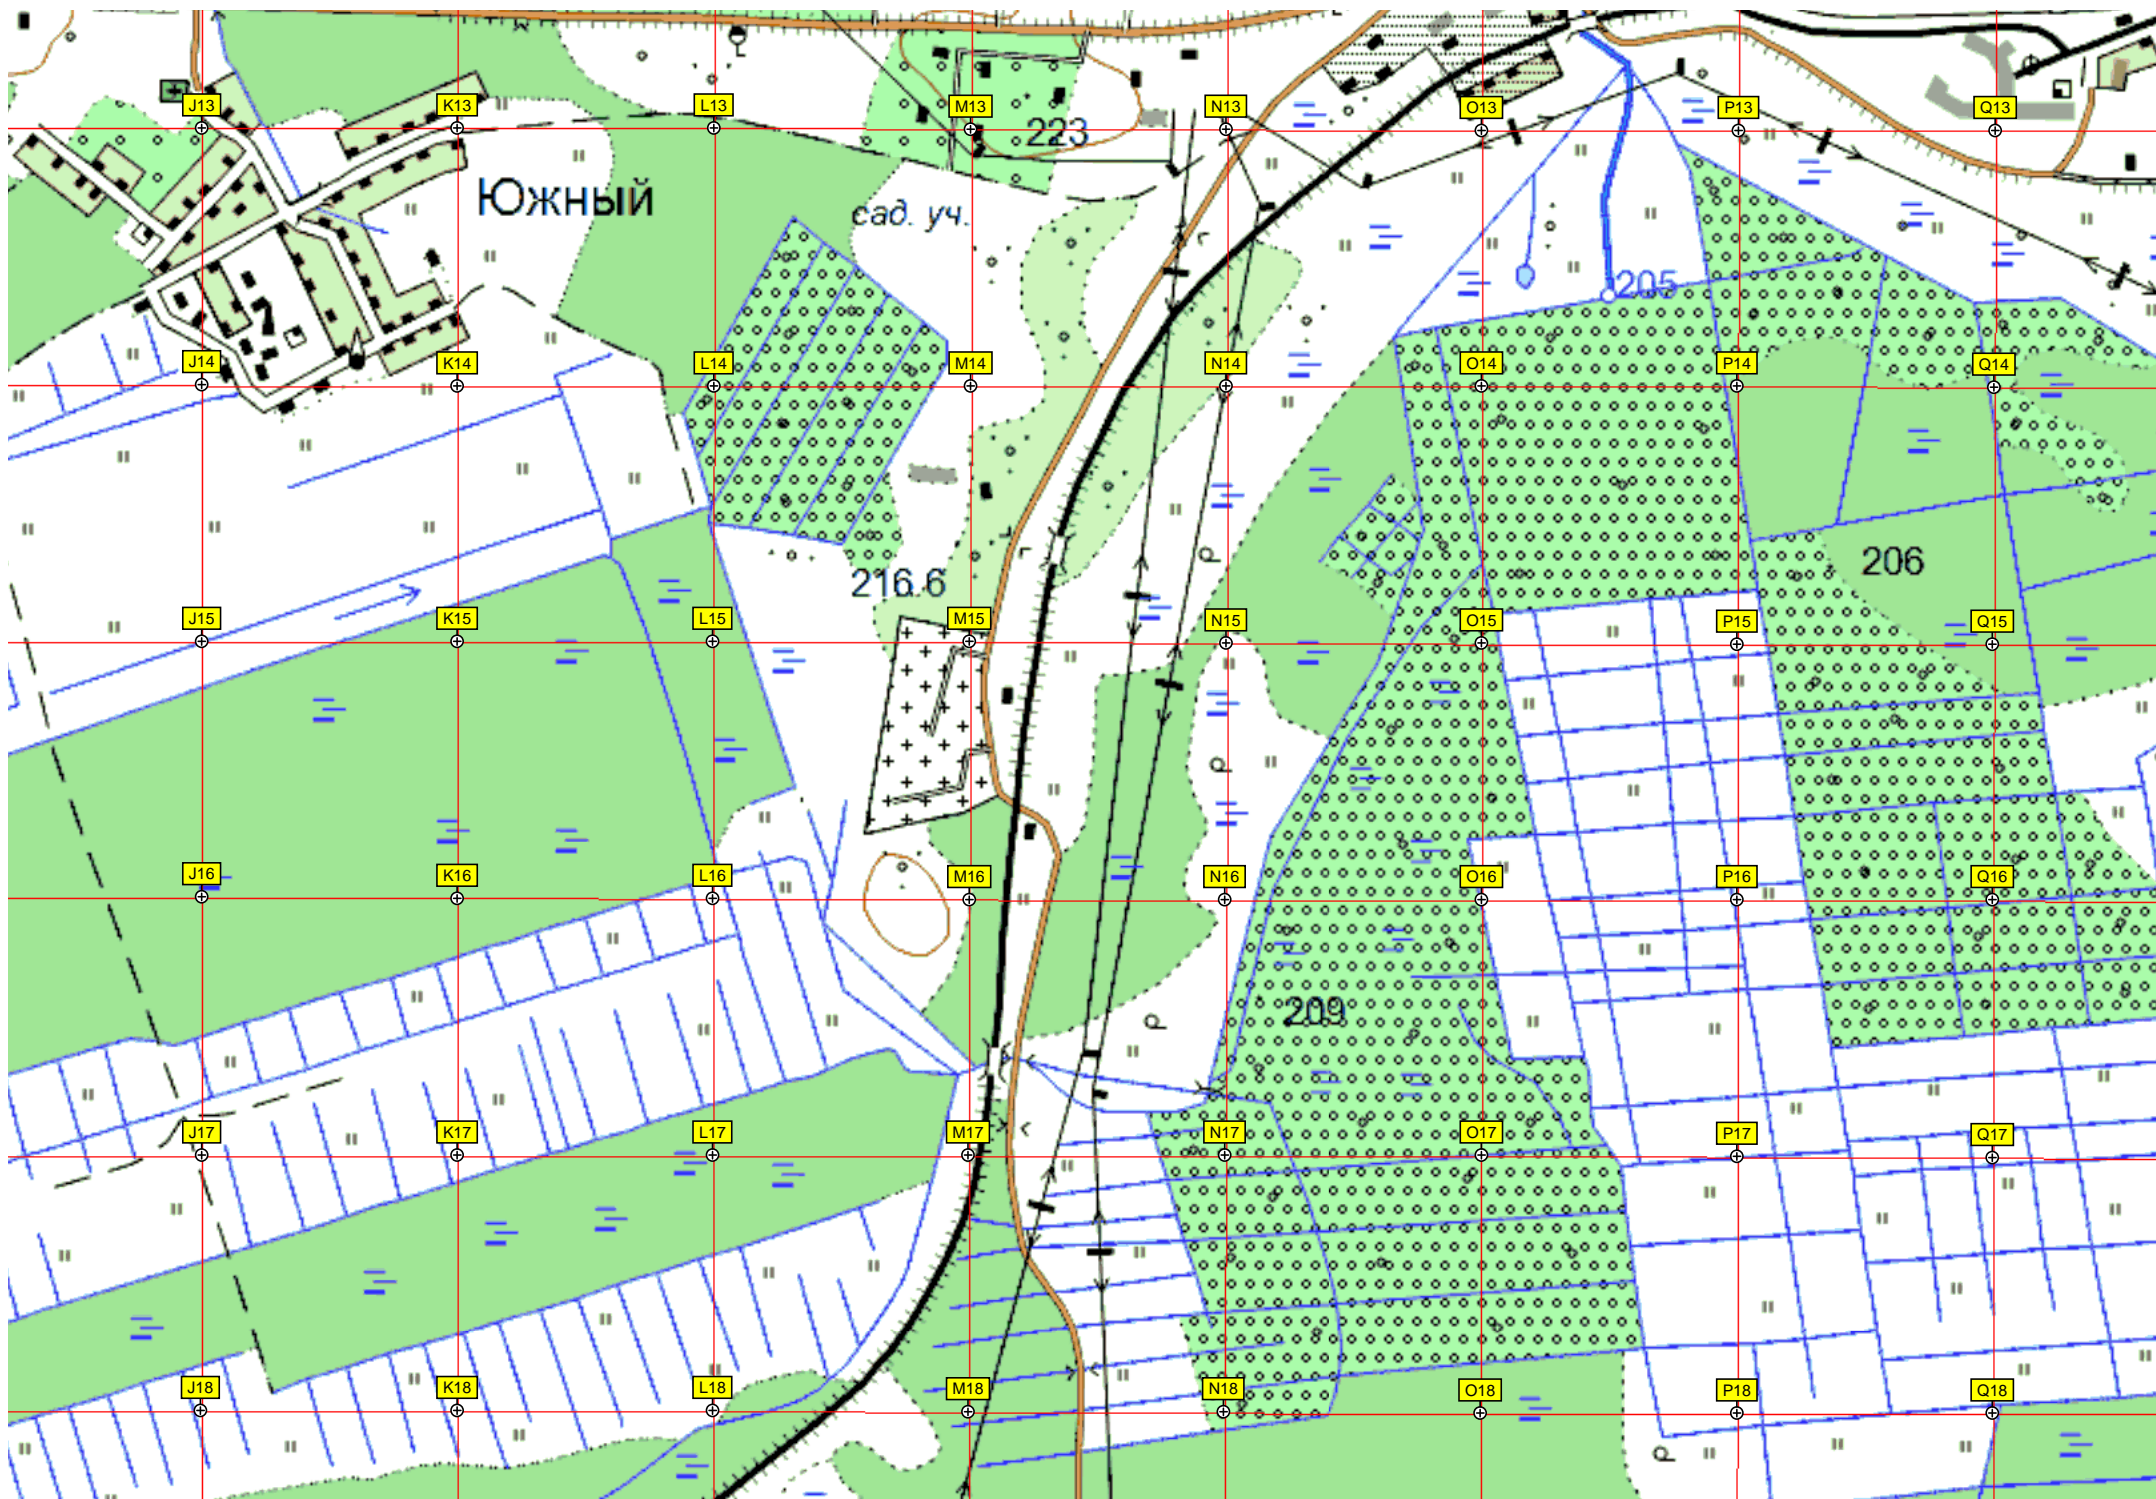 J13 K13 L13 M13 N13 O13 P13 Q13
223
Южный
сад. уч.
205
J14 K14 L14 M14 N14 O14 P14 Q14
206
216.6
J15 K15 L15 M15 N15 O15 P15 Q15
J16 K16 L16 M16 N16 O16 P16 Q16
209
J17 K17 L17 M17 N17 O17 P17 Q17
J18 K18 L18 M18 N18 O18 P18 Q18